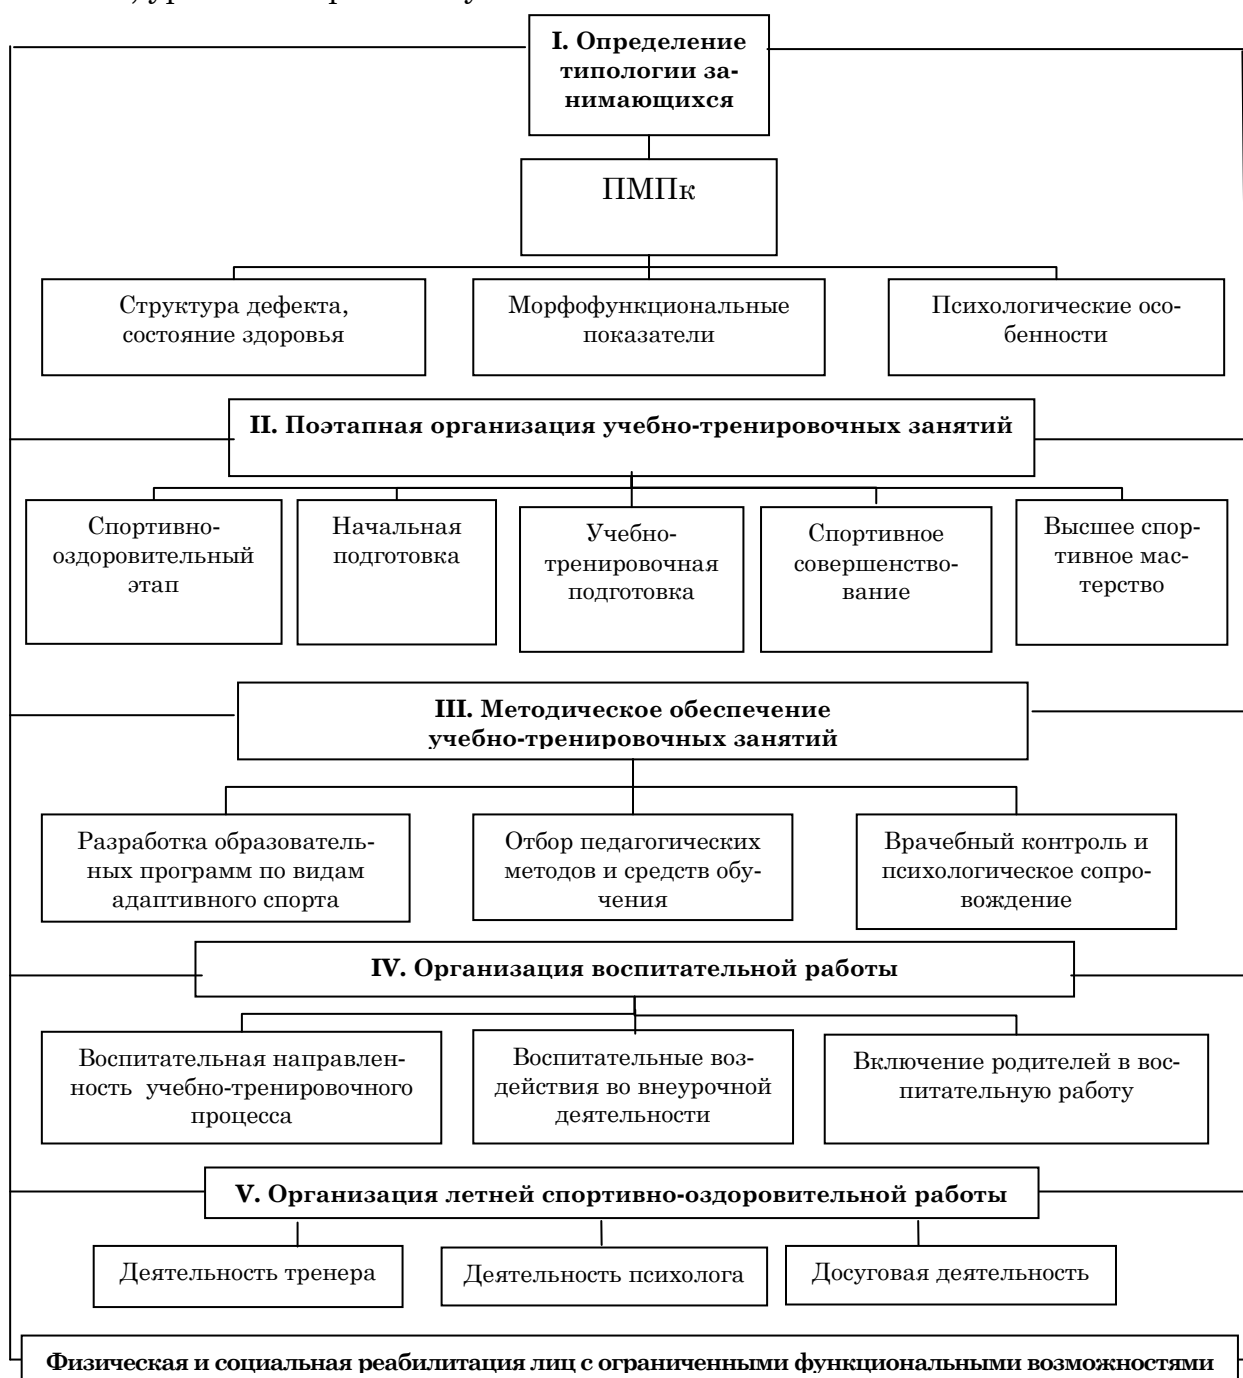 I. Определение
типологии за-
нимающихся
ПМПк
Структура дефекта,
состояние здоровья
Морфофункциональные
показатели
Психологические осо-
бенности
II. Поэтапная организация учебно-тренировочных занятий
Спортивно-
оздоровительный
этап
Начальная
подготовка
Учебно-
тренировочная
подготовка
Спортивное
совершенство-
вание
Высшее спор-
тивное мас-
терство
III. Методическое обеспечение
учебно-тренировочных занятий
Разработка образователь-
ных программ по видам
адаптивного спорта
Отбор педагогических
методов и средств обу-
чения
Врачебный контроль и
психологическое сопро-
вождение
IV. Организация воспитательной работы
Воспитательная направлен-
ность учебно-тренировочного
процесса
Воспитательные воз-
действия во внеурочной
деятельности
Включение родителей в вос-
питательную работу
V. Организация летней спортивно-оздоровительной работы
Деятельность тренера
Деятельность психолога
Досуговая деятельность
Физическая и социальная реабилитация лиц с ограниченными функциональными возможностями